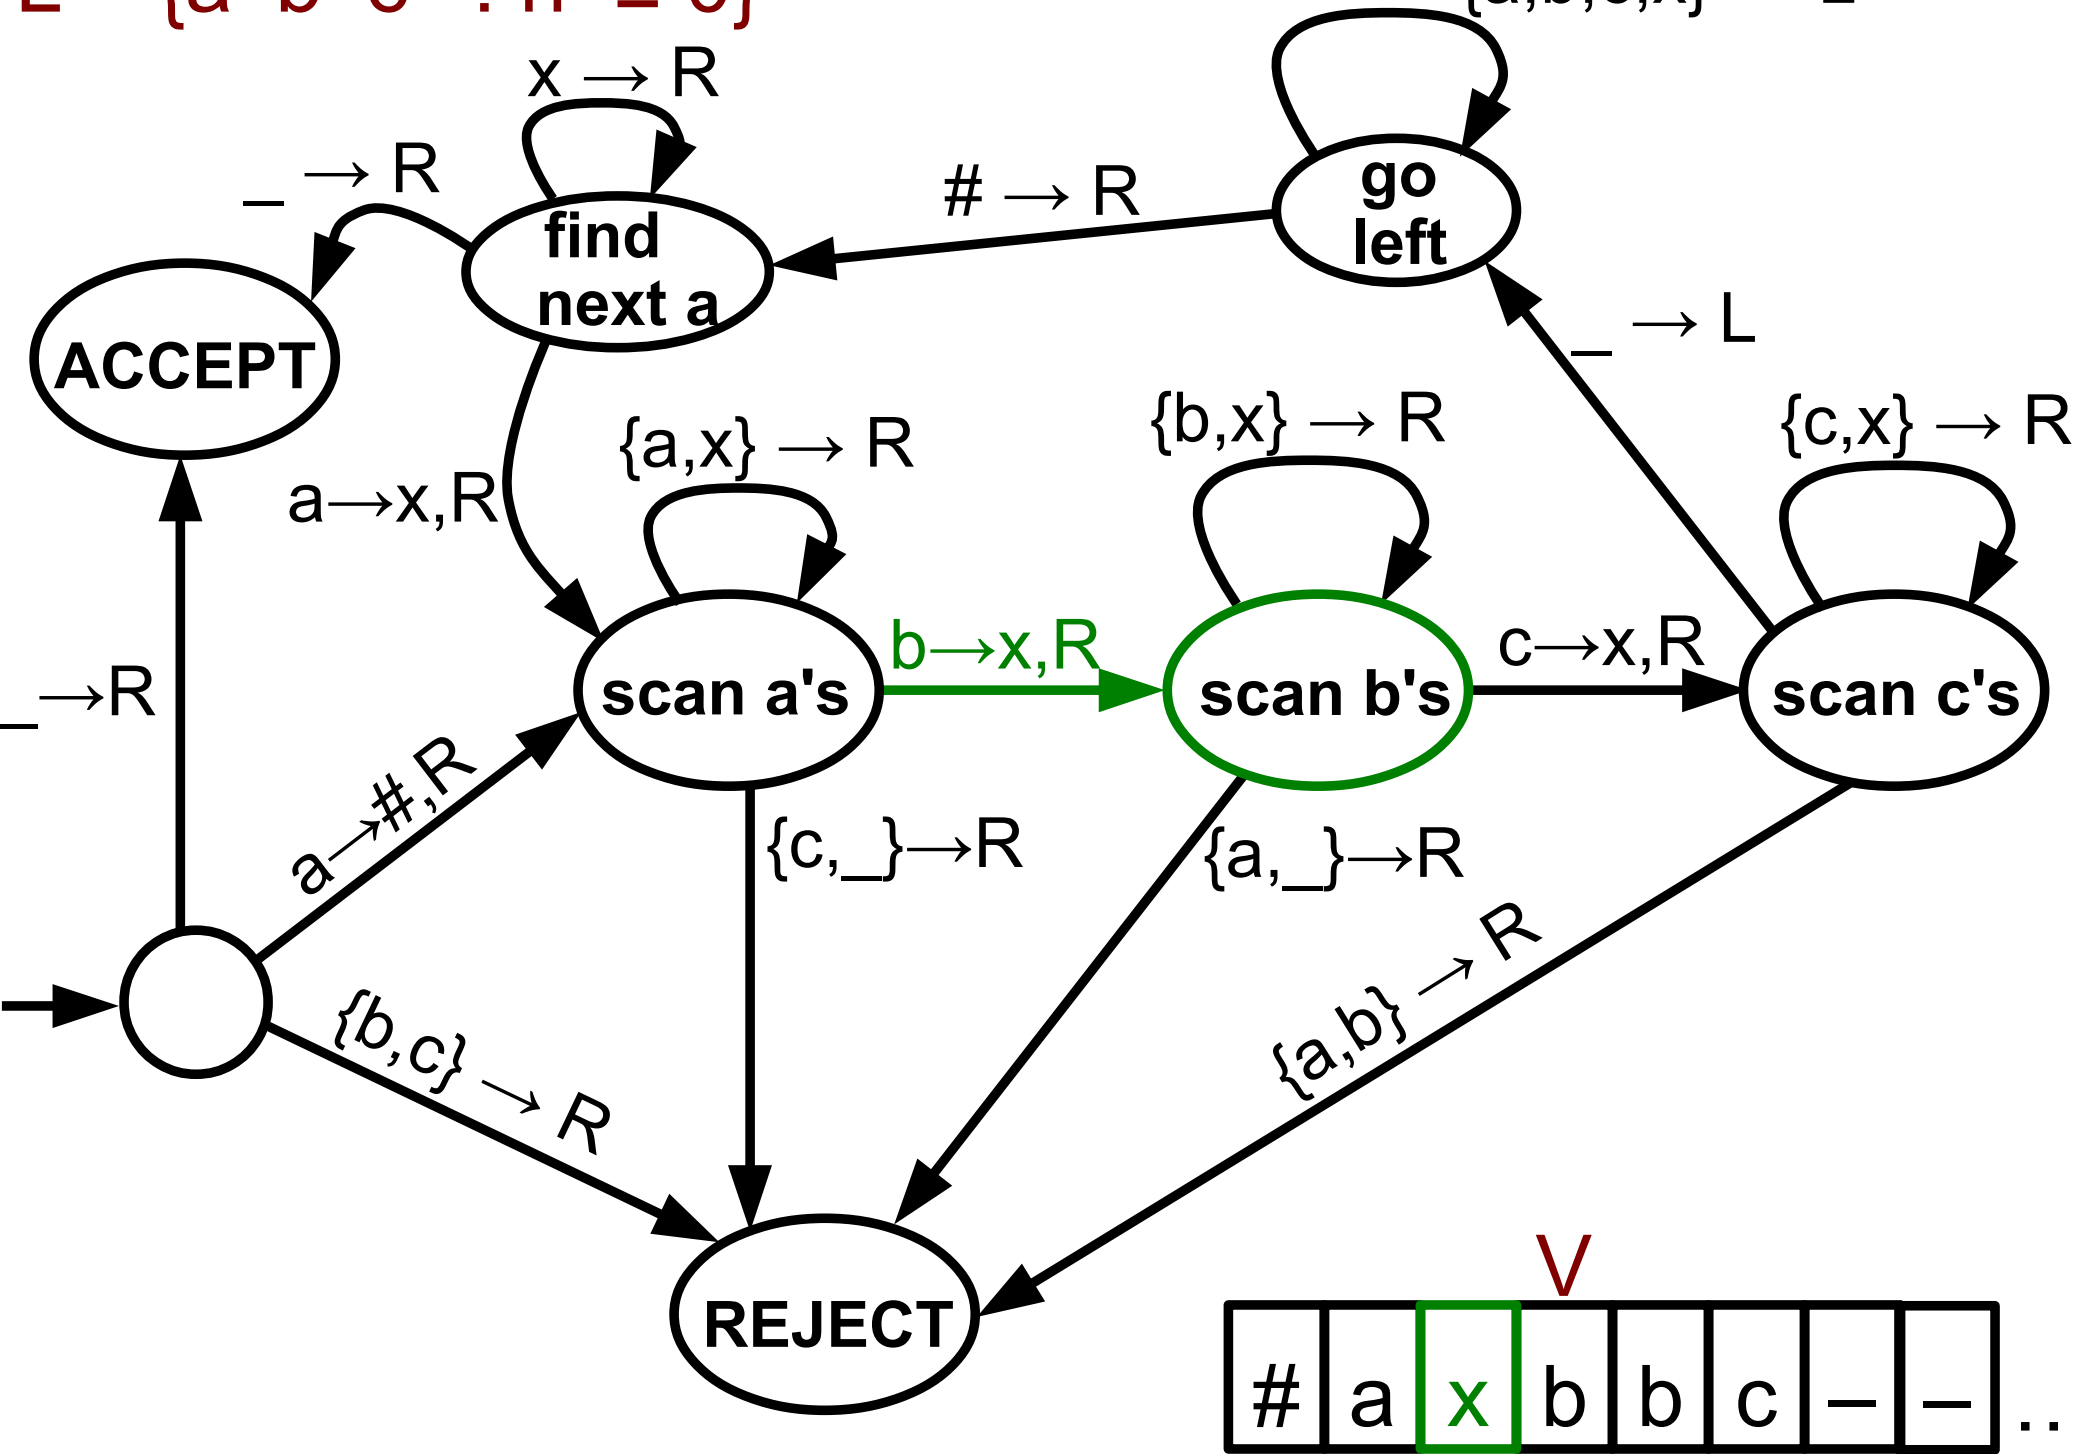 x → R
_ → R
# → R
find
next a
go
left
ACCEPT
_ → L
{a,x} → R
{b,x} → R
{c,x} → R
a→x,R
b→x,R
c→x,R
_→R
scan a's
scan b's
scan c's
a→#,R
{c,_}→R
{a,_}→R
{b,c} → R
{a,b} → R
REJECT
V
# a x b b c _ _ ..